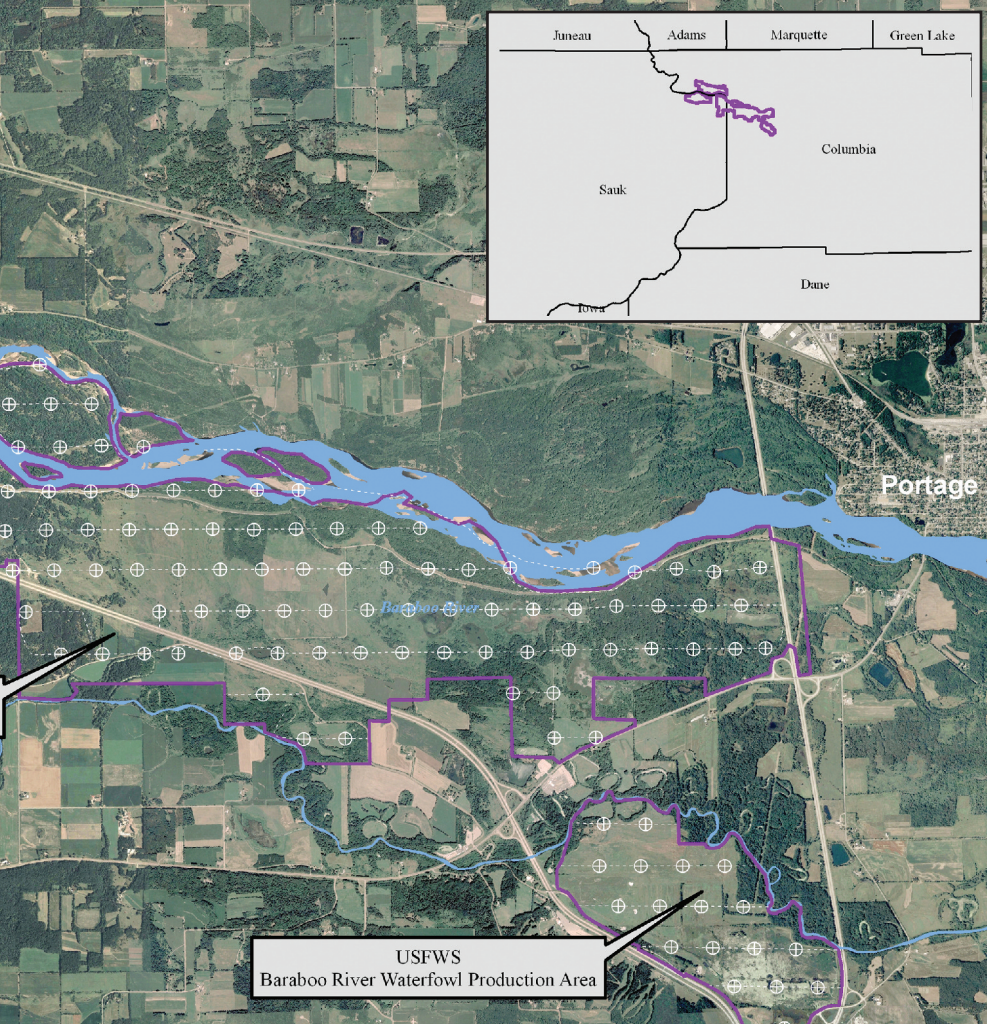 Juneau
Adams
Marquette
Green Lake
Columbia
Sauk
Dane
Iowa
Portage
Baraboo River
USFWS
Baraboo River Waterfowl Production Area